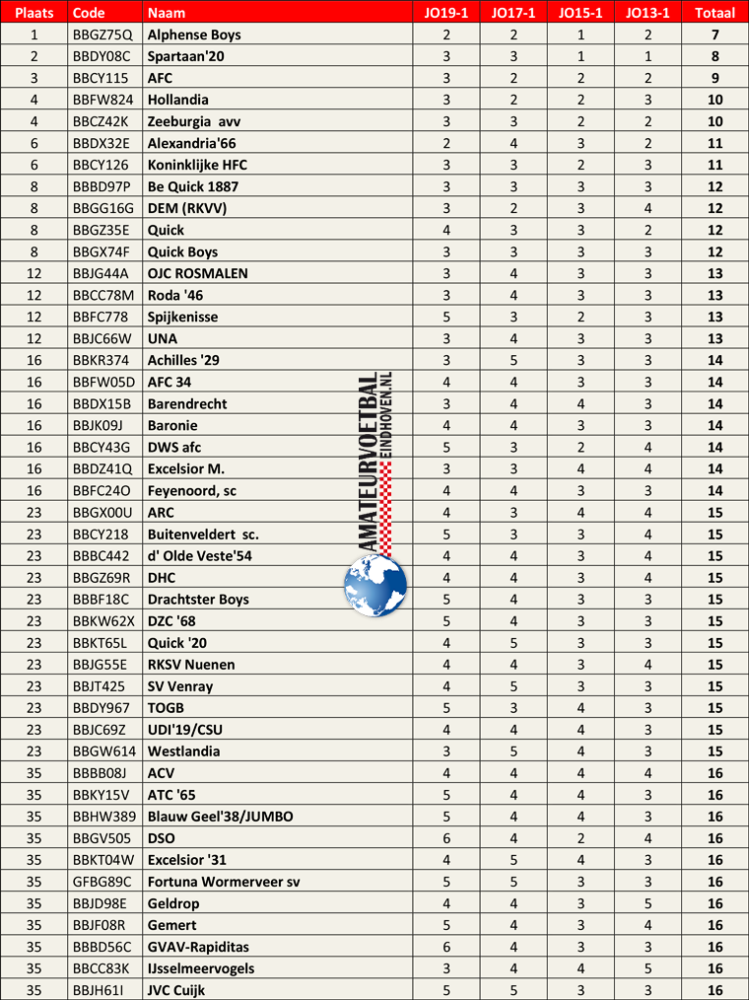 Plaats Code Naam JO19-1 JO17-1 JO15-1 JO13-1 Totaal
1 BBGZ75Q Alphense Boys 2 2 1 2 7
2 BBDY08C Spartaan'20 3 3 1 1 8
3 BBCY115 AFC 3 2 2 2 9
4 BBFW824 Hollandia 3 2 2 3 10
4 BBCZ42K Zeeburgia avv 3 3 2 2 10
6 BBDX32E Alexandria'66 2 4 3 2 11
6 BBCY126 Koninklijke HFC 3 3 2 3 11
8 BBBD97P Be Quick 1887 3 3 3 3 12
8 BBGG16G DEM (RKVV) 3 2 3 4 12
8 BBGZ35E Quick 4 3 3 2 12
8 BBGX74F Quick Boys 3 3 3 3 12
12 BBJG44A OJC ROSMALEN 3 4 3 3 13
12 BBCC78M Roda '46 3 4 3 3 13
12 BBFC778 Spijkenisse 5 3 2 3 13
12 BBJC66W UNA 3 4 3 3 13
16 BBKR374 Achilles '29 3 5 3 3 14
16 BBFW05D AFC 34 4 4 3 3 14
16 BBDX15B Barendrecht 3 4 4 3 14
16 BBJK09J Baronie 4 4 3 3 14
16 BBCY43G DWS afc 5 3 2 4 14
16 BBDZ41Q Excelsior M. 3 3 4 4 14
16 BBFC24O Feyenoord, sc 4 4 3 3 14
23 BBGX00U ARC 4 3 4 4 15
23 BBCY218 Buitenveldert sc. 5 3 3 4 15
23 BBBC442 d' Olde Veste'54 4 4 3 4 15
23 BBGZ69R DHC 4 4 3 4 15
23 BBBF18C Drachtster Boys 5 4 3 3 15
23 BBKW62X DZC '68 5 4 3 3 15
23 BBKT65L Quick '20 4 5 3 3 15
23 BBJG55E RKSV Nuenen 4 4 3 4 15
23 BBJT425 SV Venray 4 5 3 3 15
23 BBDY967 TOGB 5 3 4 3 15
23 BBJC69Z UDI'19/CSU 4 4 4 3 15
23 BBGW614 Westlandia 3 5 4 3 15
35 BBBB08J ACV 4 4 4 4 16
35 BBKY15V ATC '65 5 4 4 3 16
35 BBHW389 Blauw Geel'38/JUMBO 5 4 4 3 16
35 BBGV505 DSO 6 4 2 4 16
35 BBKT04W Excelsior '31 4 5 4 3 16
35 GFBG89C Fortuna Wormerveer sv 5 5 3 3 16
35 BBJD98E Geldrop 4 4 3 5 16
35 BBJF08R Gemert 5 4 3 4 16
35 BBBD56C GVAV-Rapiditas 6 4 3 3 16
35 BBCC83K IJsselmeervogels 3 4 4 5 16
35 BBJH61I JVC Cuijk 5 5 3 3 16
AMATEURVOETBAL
EINDHOVEN.NL